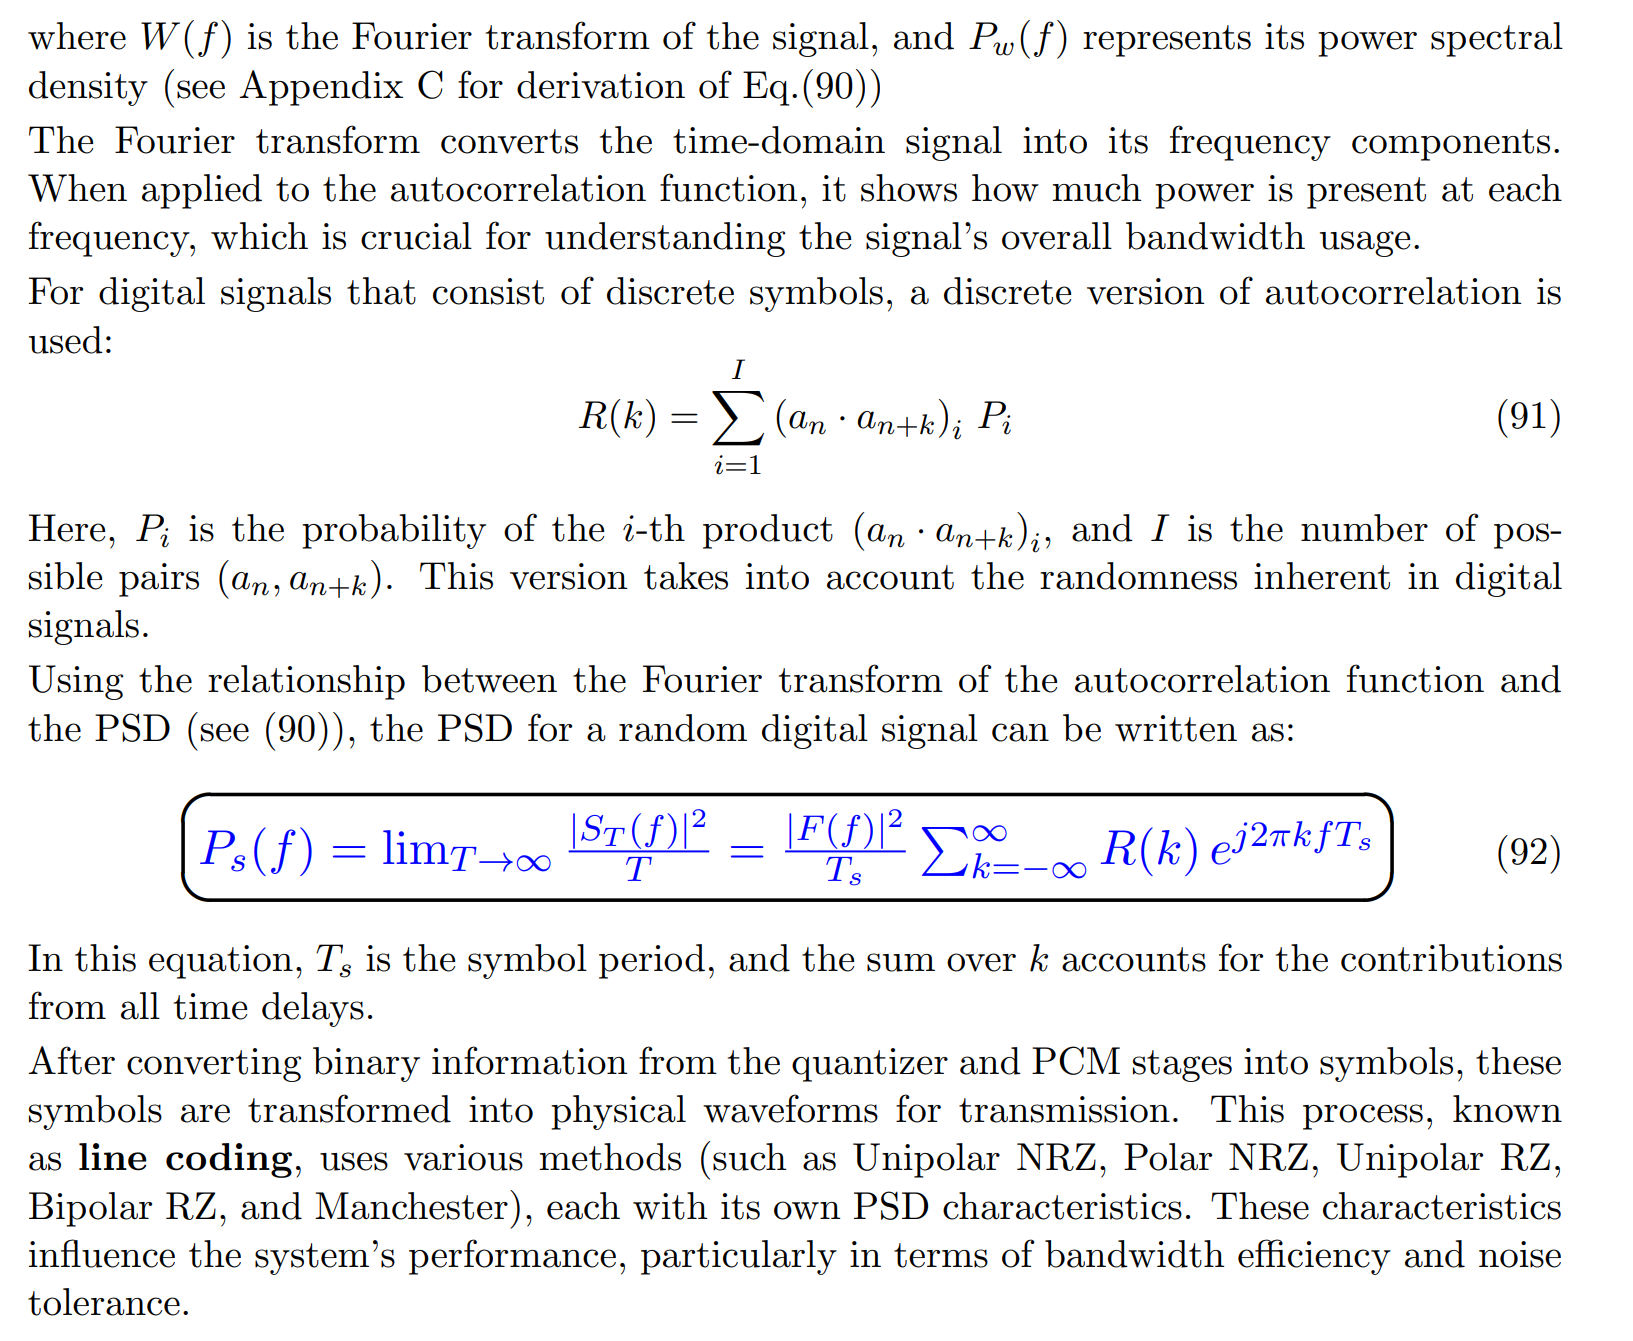 where W(f) is the Fourier transform of the signal, and P_w(f) represents its power spectral
density (see Appendix C for derivation of Eq.(90))
The Fourier transform converts the time-domain signal into its frequency components.
When applied to the autocorrelation function, it shows how much power is present at each
frequency, which is crucial for understanding the signal's overall bandwidth usage.
For digital signals that consist of discrete symbols, a discrete version of autocorrelation is
used:
R(k) = \sum_{i=1}^{I} (a_n · a_{n+k})_i P_i (91)
Here, P_i is the probability of the i-th product (a_n · a_{n+k})_i, and I is the number of pos-
sible pairs (a_n, a_{n+k}). This version takes into account the randomness inherent in digital
signals.
Using the relationship between the Fourier transform of the autocorrelation function and
the PSD (see (90)), the PSD for a random digital signal can be written as:
P_s(f) = \lim_{T→∞} \frac{|S_T(f)|^2}{T} = \frac{|F(f)|^2}{T_s} \sum_{k=-∞}^{∞} R(k) e^{j2πkfT_s} (92)
In this equation, T_s is the symbol period, and the sum over k accounts for the contributions
from all time delays.
After converting binary information from the quantizer and PCM stages into symbols, these
symbols are transformed into physical waveforms for transmission. This process, known
as line coding, uses various methods (such as Unipolar NRZ, Polar NRZ, Unipolar RZ,
Bipolar RZ, and Manchester), each with its own PSD characteristics. These characteristics
influence the system's performance, particularly in terms of bandwidth efficiency and noise
tolerance.